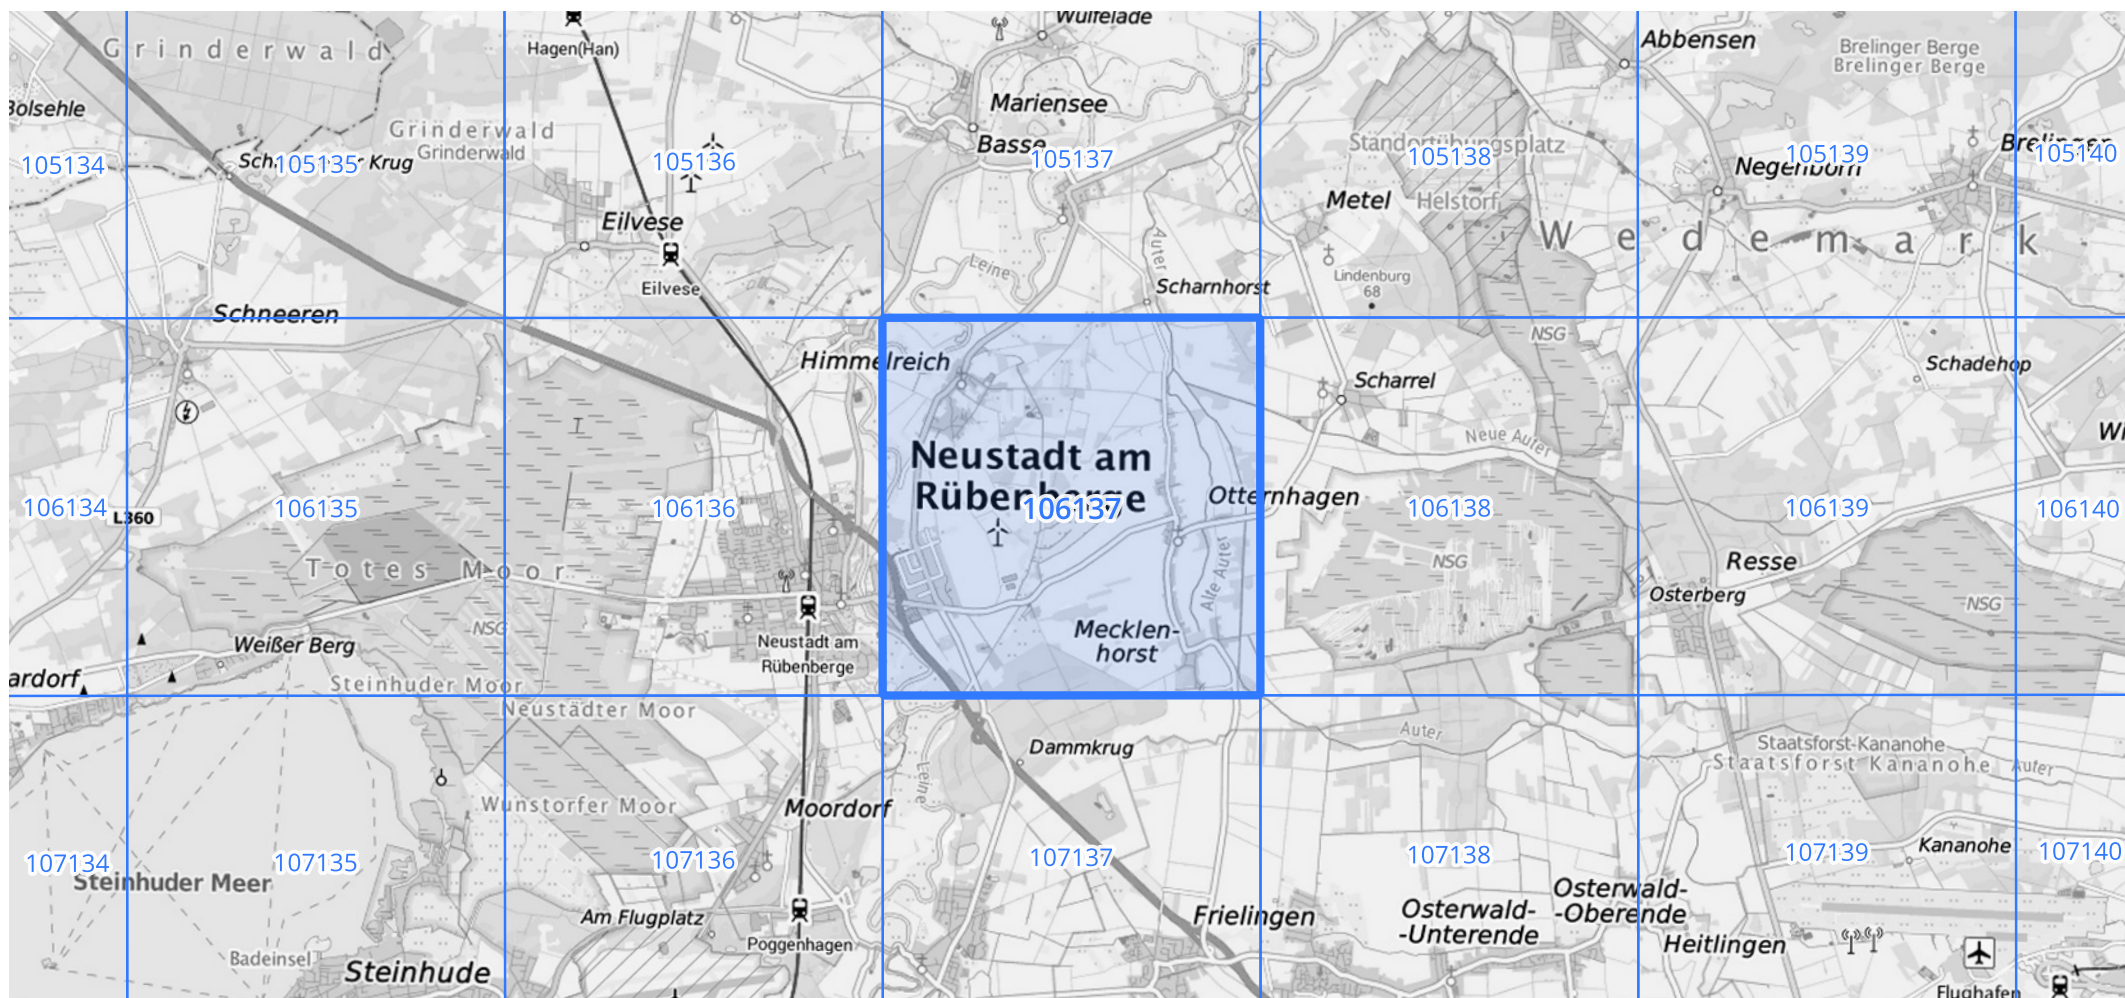 Wulfelade
Hagen(Han)
Grinderwald
Abbensen
Brelinger Berge
Brelinger Berge
Bolsehle
Mariensee
Grinderwald
Grinderwald
Basse
Standortübungsplatz
Helstorf
105134
105135
Krug
105136
105137
105138
105139
105140
Negenborn
Metel
Eilvese
Eilvese
Wedemark
Auter
Leine
Scharnhorst
Lindenburg
68
Schneeren
NSG
Himmelreich
Scharrel
Schadehop
Neue Auter
Neustadt am
Rübenberge
Otternhagen
106134
106135
106136
106137
106138
106139
106140
L360
Totes Moor
NSG
NSG
NSG
Resse
Osterberg
Alte Auter
Mecklen-
horst
Weißer Berg
Neustadt am
Rübenberge
ardorf
Steinhuder Moor
Neustädter Moor
Auter
Dammkrug
Staatsforst-Kananohe
Staatsforst Kananohe
Auter
Leine
Wunstorfer Moor
Moordorf
Kananohe
107134
107135
107136
107137
107138
107139
107140
Steinhuder Meer
Osterwald-
-Oberende
Osterwald-
-Unterende
Frielingen
Am Flugplatz
Poggenhagen
Heitlingen
Badeinsel
Steinhude
Flughafen